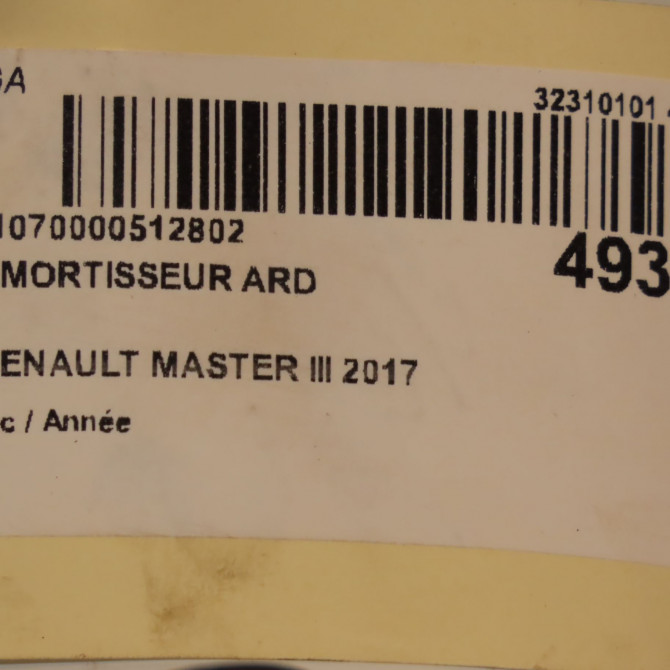 GA
32310101
1070000512802
493
MORTISSEUR ARD
ENAULT MASTER III 2017
c / Année